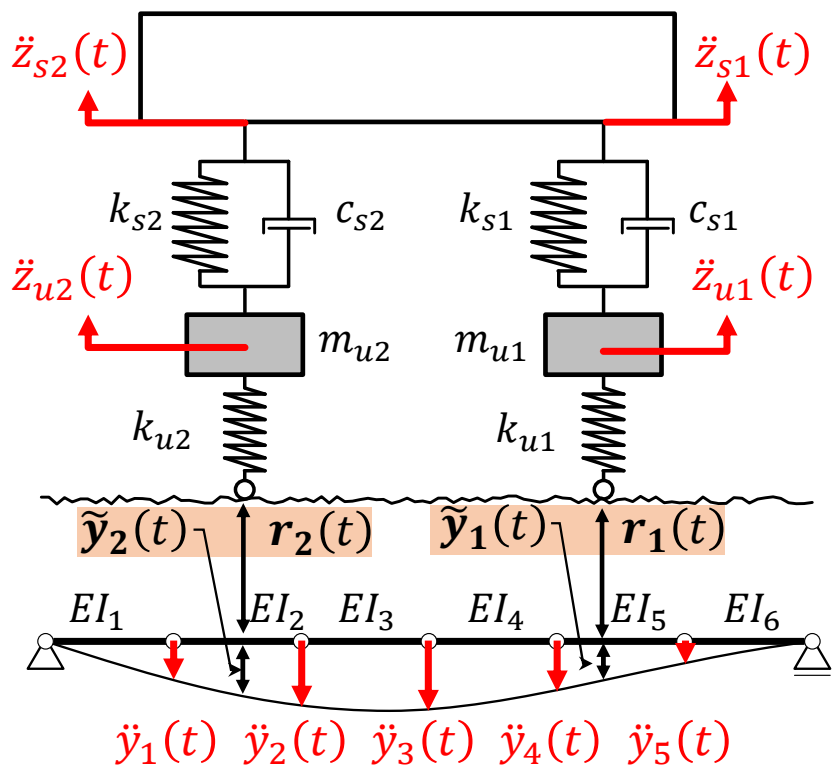 z̈ₛ₂(t) z̈ₛ₁(t)
kₛ₂ cₛ₂ kₛ₁ cₛ₁
z̈ᵤ₂(t) z̈ᵤ₁(t)
mᵤ₂ mᵤ₁
kᵤ₂ kᵤ₁
ỹ₂(t) r₂(t) ỹ₁(t) r₁(t)
EI₁ EI₂ EI₃ EI₄ EI₅ EI₆
ÿ₁(t) ÿ₂(t) ÿ₃(t) ÿ₄(t) ÿ₅(t)